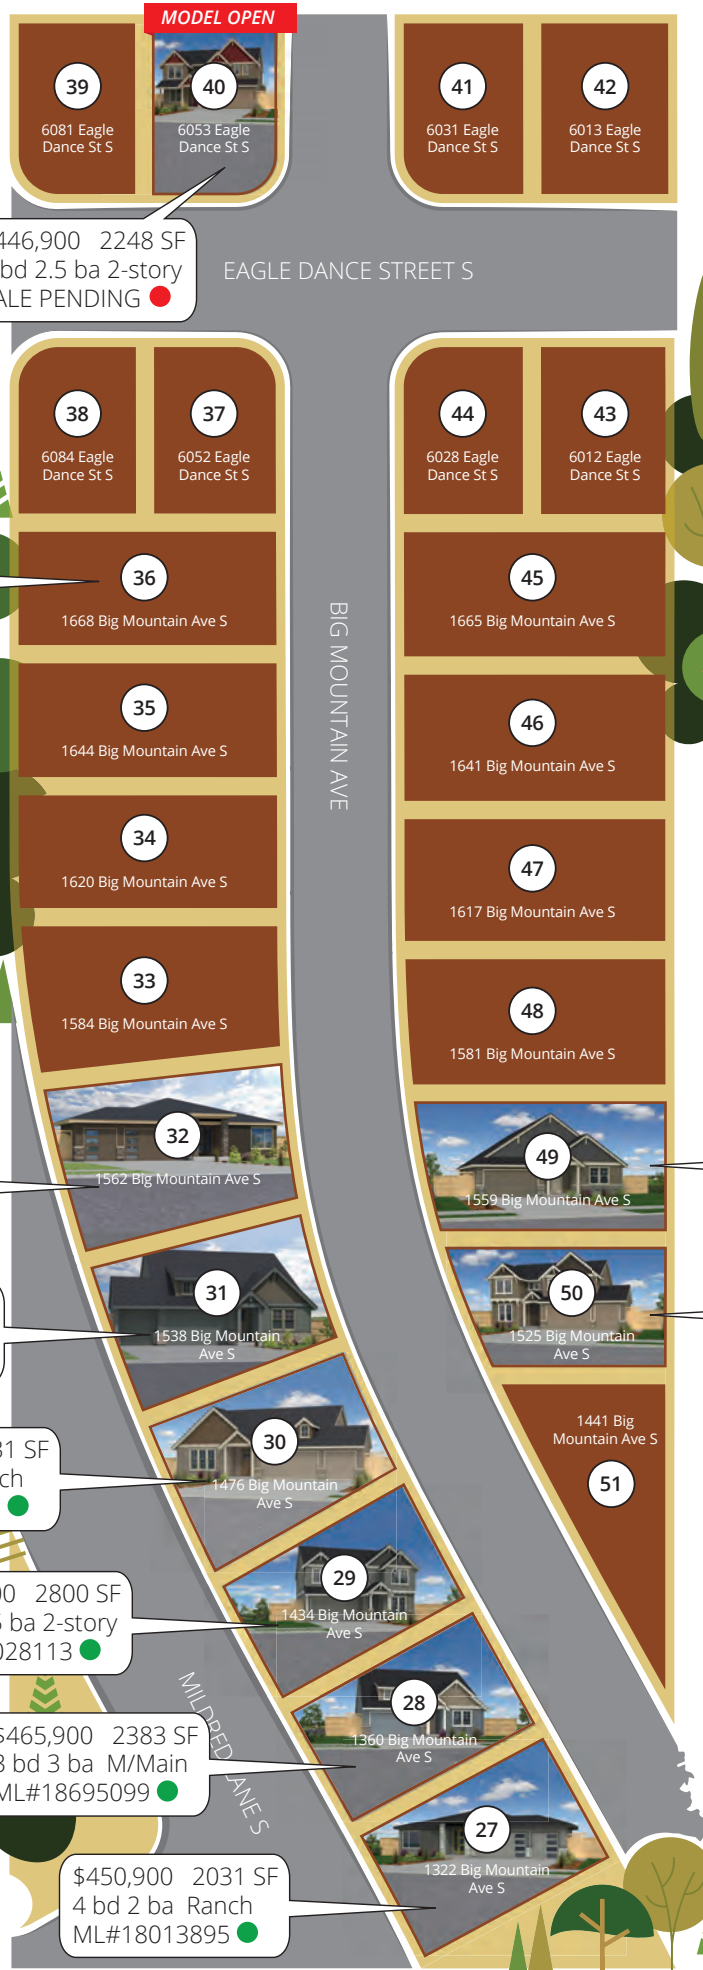 MODEL OPEN
39
6081 Eagle
Dance St S
40
6053 Eagle
Dance St S
41
6031 Eagle
Dance St S
42
6013 Eagle
Dance St S
446,900 2248 SF
bd 2.5 ba 2-story
ALE PENDING
EAGLE DANCE STREET S
38
6084 Eagle
Dance St S
37
6052 Eagle
Dance St S
44
6028 Eagle
Dance St S
43
6012 Eagle
Dance St S
36
1668 Big Mountain Ave S
45
1665 Big Mountain Ave S
BIG MOUNTAIN AVE
35
1644 Big Mountain Ave S
46
1641 Big Mountain Ave S
34
1620 Big Mountain Ave S
47
1617 Big Mountain Ave S
33
1584 Big Mountain Ave S
48
1581 Big Mountain Ave S
32
1562 Big Mountain Ave S
49
1559 Big Mountain Ave S
31
1538 Big Mountain
Ave S
50
1525 Big Mountain
Ave S
30
1476 Big Mountain
Ave S
1441 Big
Mountain Ave S
51
31 SF
ch
29
1434 Big Mountain
Ave S
00 2800 SF
5 ba 2-story
028113
28
1360 Big Mountain
Ave S
$465,900 2383 SF
3 bd 3 ba M/Main
ML#18695099
MILDRED LANE S
27
1322 Big Mountain
Ave S
$450,900 2031 SF
4 bd 2 ba Ranch
ML#18013895